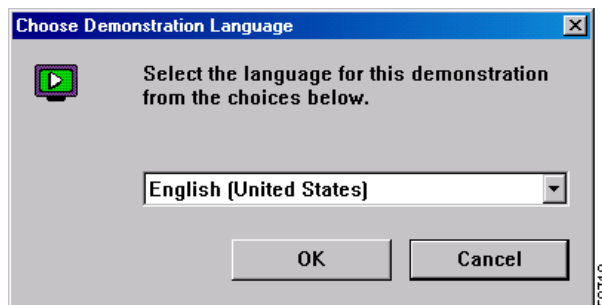 Choose Demonstration Language
Select the language for this demonstration
from the choices below.
English (United States)
OK
Cancel